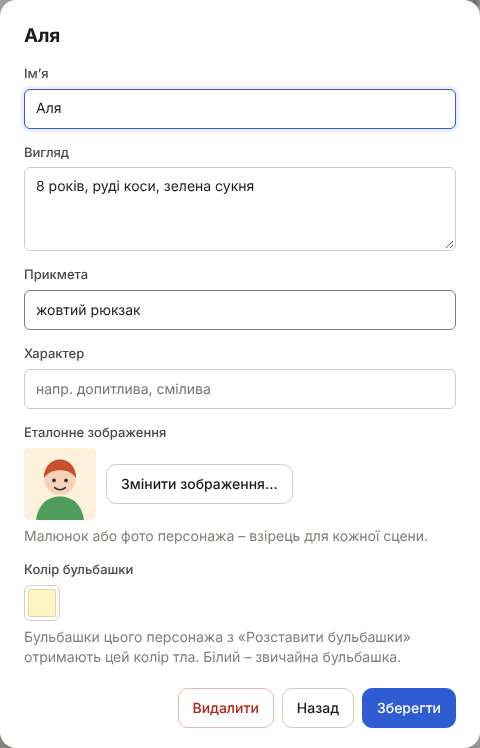 Аля
Ім’я
Аля
Вигляд
8 років, руді коси, зелена сукня
Прикмета
жовтий рюкзак
Характер
напр. допитлива, смілива
Еталонне зображення
Змінити зображення...
Малюнок або фото персонажа – взірець для кожної сцени.
Колір бульбашки
Бульбашки цього персонажа з «Розставити бульбашки»
отримають цей колір тла. Білий – звичайна бульбашка.
Видалити
Назад
Зберегти